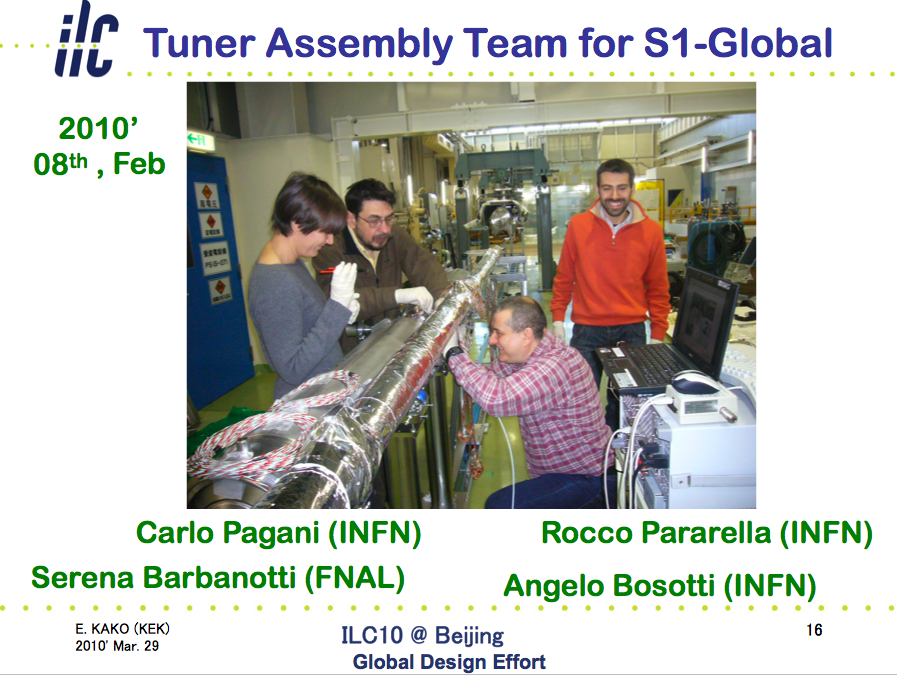 ilc
Tuner Assembly Team for S1-Global
2010’
08th , Feb
Carlo Pagani (INFN)
Rocco Pararella (INFN)
Serena Barbanotti (FNAL)
Angelo Bosotti (INFN)
E. KAKO (KEK)
2010’ Mar. 29
ILC10 @ Beijing
Global Design Effort
16